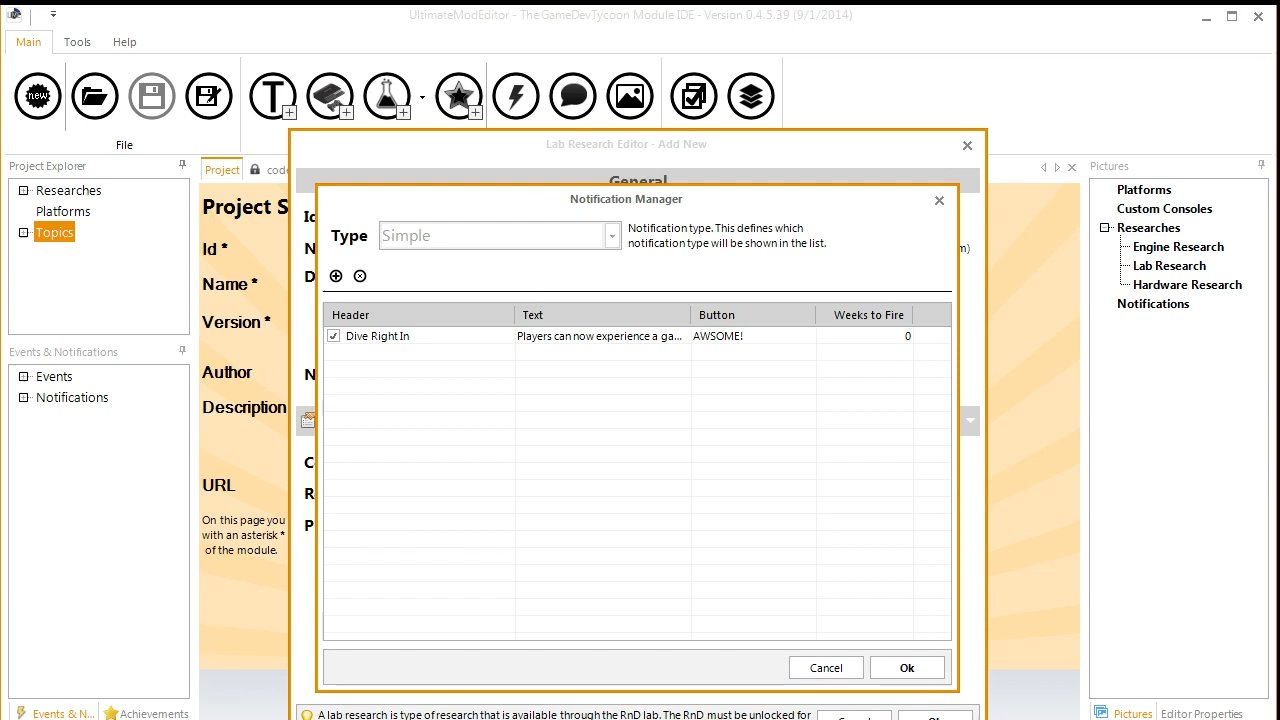 UltimateModEditor - The GameDevTycoon Module IDE - Version 0.4.5.39 (9/1/2014)
Main Tools Help
new T
File
Lab Research Editor - Add New
Project Explorer
Researches
Platforms
Topics
Project code
General
Pictures
Platforms
Custom Consoles
Researches
Engine Research
Lab Research
Hardware Research
Notifications
Project S
Id *
Name *
Version *
Author
Description
URL
On this page you
with an asterisk *
of the module.
Notification Manager
Type Simple Notification type. This defines which
notification type will be shown in the list.
m)
Header Text Button Weeks to Fire
Dive Right In Players can now experience a ga... AWSOME! 0
Events & Notifications
Events
Notifications
Cancel Ok
Events & N... Achievements
A lab research is type of research that is available through the RnD lab. The RnD must be unlocked for
Pictures Editor Properties